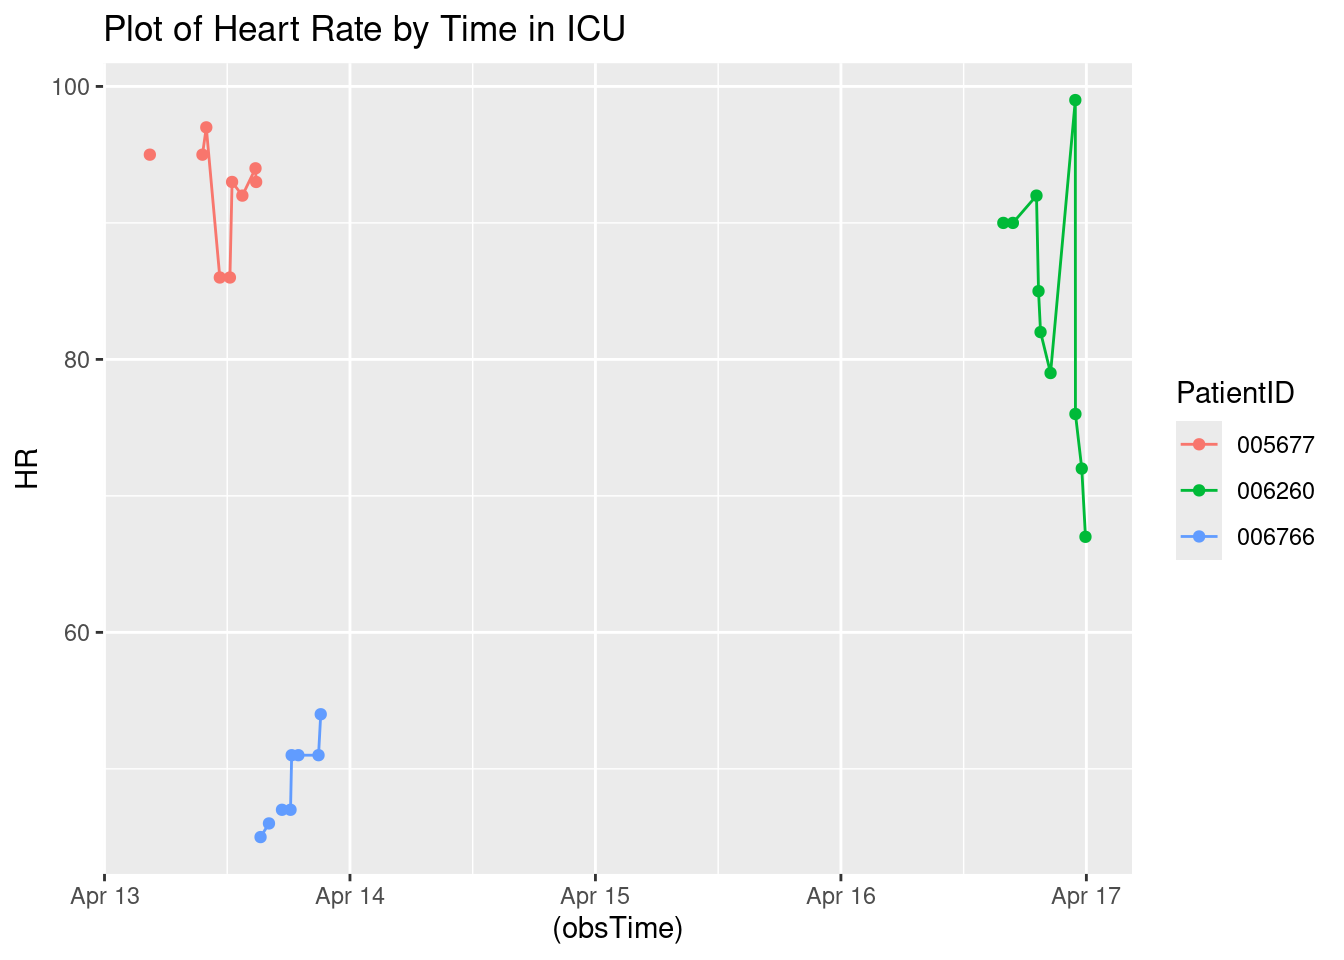 Plot of Heart Rate by Time in ICU
100
80
60
HR
Apr 13
Apr 14
Apr 15
Apr 16
Apr 17
(obsTime)
PatientID
005677
006260
006766